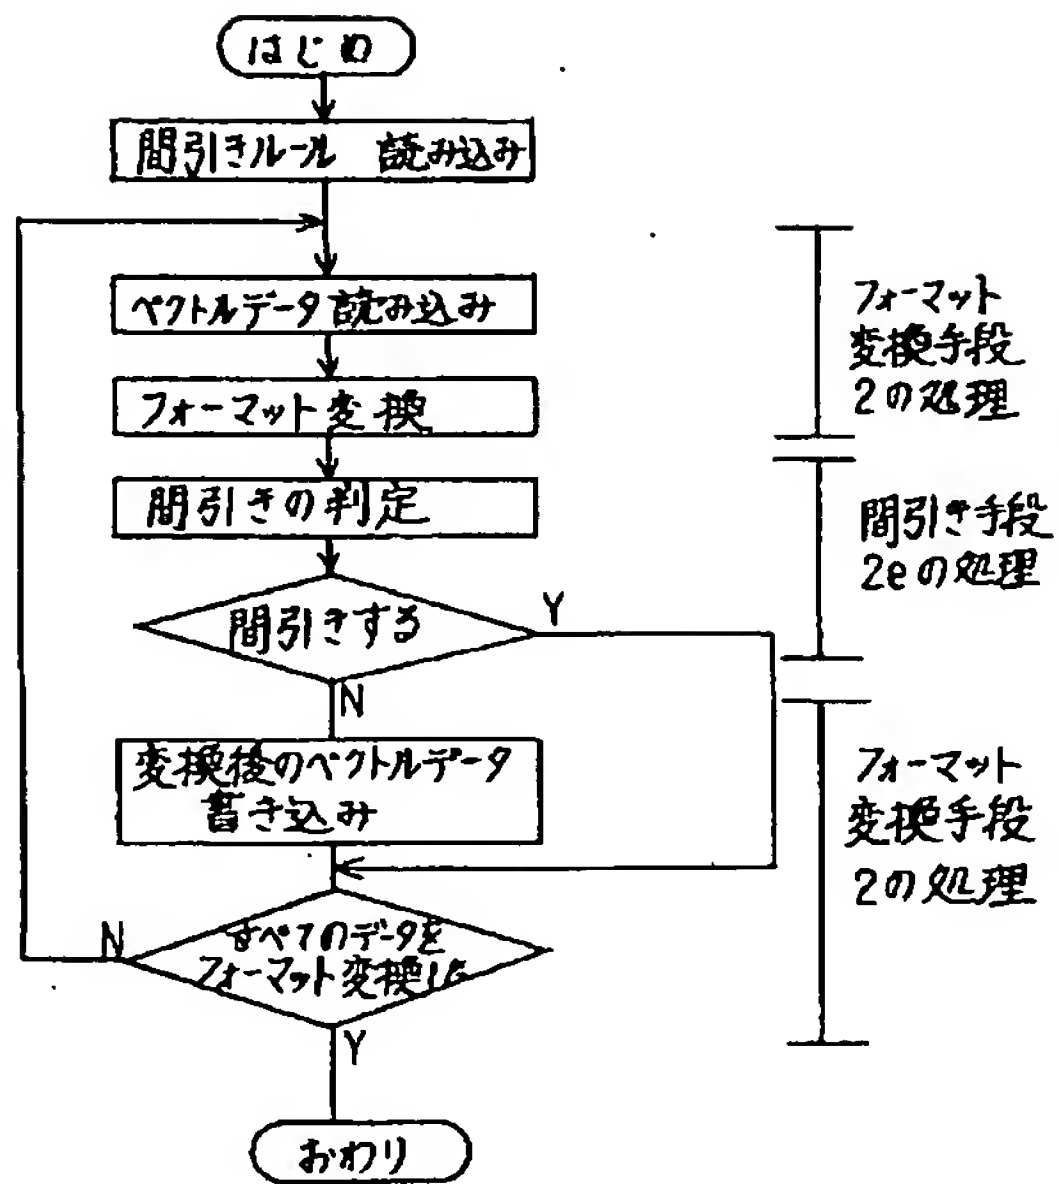 はじめ
間引きルール 読み込み
ベクトルデータ読み込み
フォーマット変換
間引きの判定
間引きする
Y
N
変換後のベクトルデータ
書き込み
すべてのデータを
フォーマット変換した
N
Y
おわり
フォーマット
変換手段
2の処理
間引き手段
2eの処理
フォーマット
変換手段
2の処理